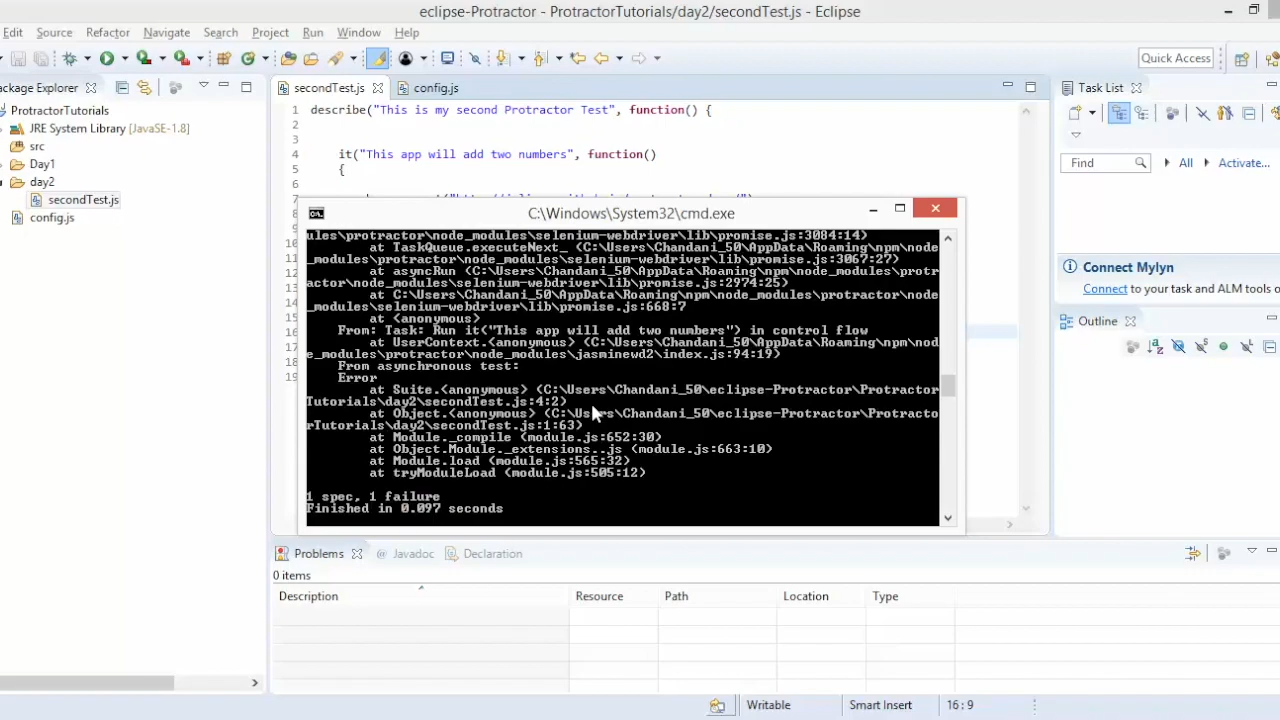 eclipse-Protractor - ProtractorTutorials/day2/secondTest.js - Eclipse
Edit Source Refactor Navigate Search Project Run Window Help
Quick Access
ackage Explorer
secondTest.js config.js
Task List
ProtractorTutorials
JRE System Library [JavaSE-1.8]
src
Day1
day2
secondTest.js
config.js
1 describe("This is my second Protractor Test", function() {
2
3
4 it("This app will add two numbers", function()
5 {
6
7
8
9
10
11
12
13
14
15
16
17
18
19
Find All Activate...
Connect Mylyn
Connect to your task and ALM tools o
Outline
C:\Windows\System32\cmd.exe
ules\protractor\node_modules\selenium-webdriver\lib\promise.js:3084:14)
at TaskQueue.executeNext_ (C:\Users\Chandani_50\AppData\Roaming\npm\node
_modules\protractor\node_modules\selenium-webdriver\lib\promise.js:3067:27)
at asyncRun (C:\Users\Chandani_50\AppData\Roaming\npm\node_modules\protr
actor\node_modules\selenium-webdriver\lib\promise.js:2974:25)
at C:\Users\Chandani_50\AppData\Roaming\npm\node_modules\protractor\node
_modules\selenium-webdriver\lib\promise.js:668:7
at <anonymous>
From: Task: Run it("This app will add two numbers") in control flow
at UserContext.<anonymous> (C:\Users\Chandani_50\AppData\Roaming\npm\nod
e_modules\protractor\node_modules\jasminewd2\index.js:94:19)
From asynchronous test:
Error
at Suite.<anonymous> (C:\Users\Chandani_50\eclipse-Protractor\Protractor
Tutorials\day2\secondTest.js:4:2)
at Object.<anonymous> (C:\Users\Chandani_50\eclipse-Protractor\Protracto
rTutorials\day2\secondTest.js:1:63)
at Module._compile (module.js:652:30)
at Object.Module._extensions..js (module.js:663:10)
at Module.load (module.js:565:32)
at tryModuleLoad (module.js:505:12)
1 spec, 1 failure
Finished in 0.097 seconds
Problems Javadoc Declaration
0 items
Description Resource Path Location Type
Writable Smart Insert 16 : 9